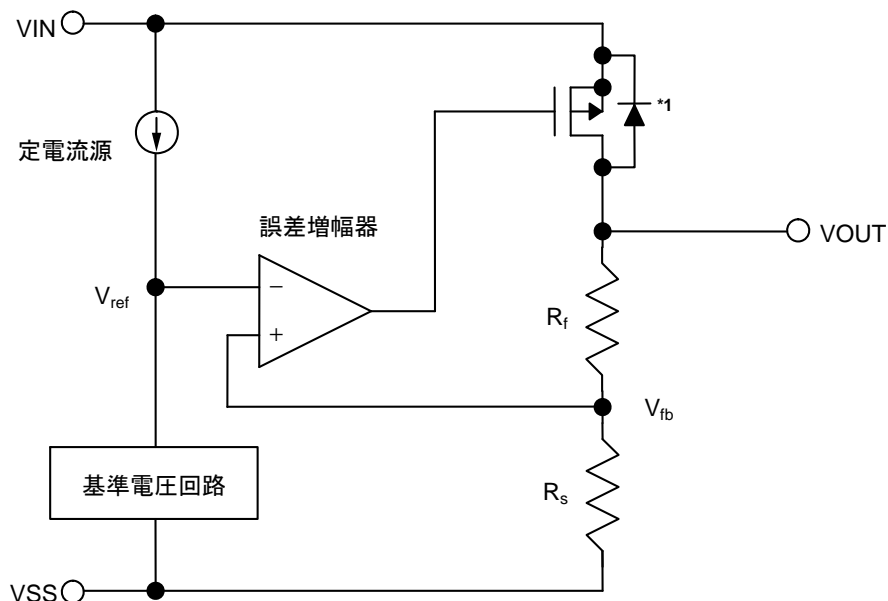 VIN
*1
定電流源
誤差増幅器
VOUT
Vref
−
+
Rf
Vfb
基準電圧回路
Rs
VSS